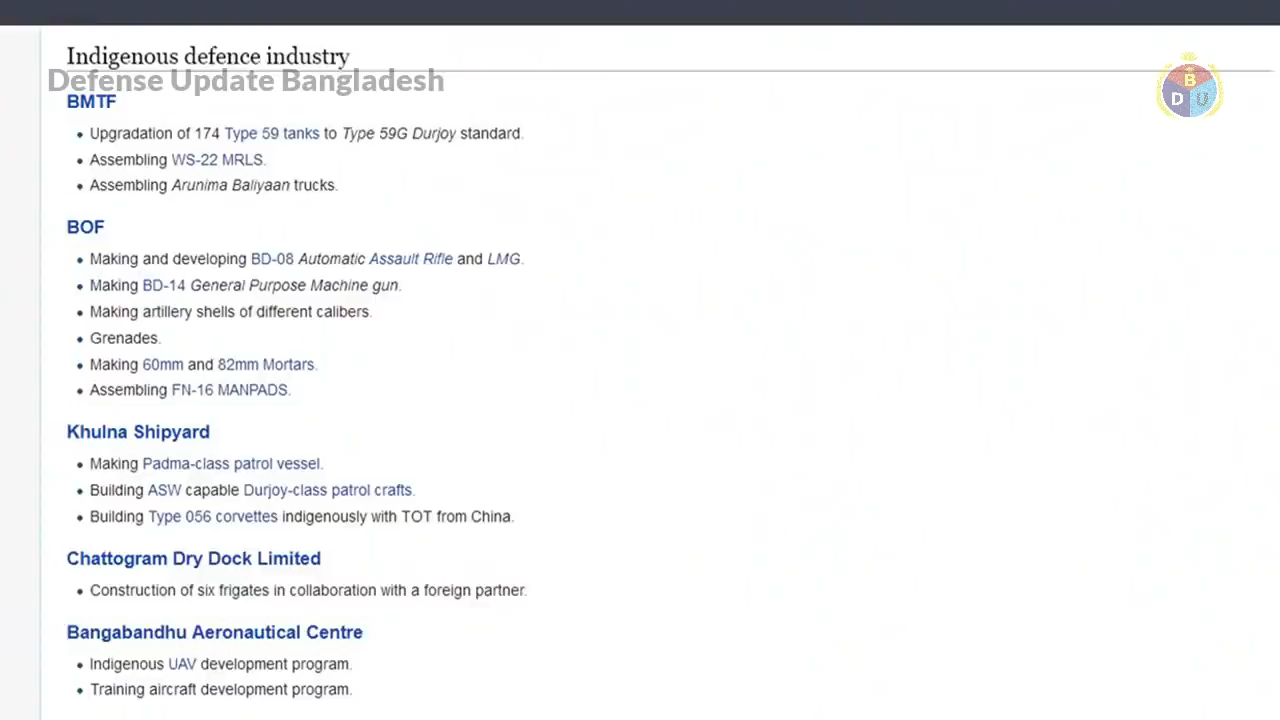 Indigenous defence industry
Defense Update Bangladesh
B
D U
BMTF
• Upgradation of 174 Type 59 tanks to Type 59G Durjoy standard.
• Assembling WS-22 MRLS.
• Assembling Arunima Baliyaan trucks.
BOF
• Making and developing BD-08 Automatic Assault Rifle and LMG.
• Making BD-14 General Purpose Machine gun.
• Making artillery shells of different calibers.
• Grenades.
• Making 60mm and 82mm Mortars.
• Assembling FN-16 MANPADS.
Khulna Shipyard
• Making Padma-class patrol vessel.
• Building ASW capable Durjoy-class patrol crafts.
• Building Type 056 corvettes indigenously with TOT from China.
Chattogram Dry Dock Limited
• Construction of six frigates in collaboration with a foreign partner.
Bangabandhu Aeronautical Centre
• Indigenous UAV development program.
• Training aircraft development program.